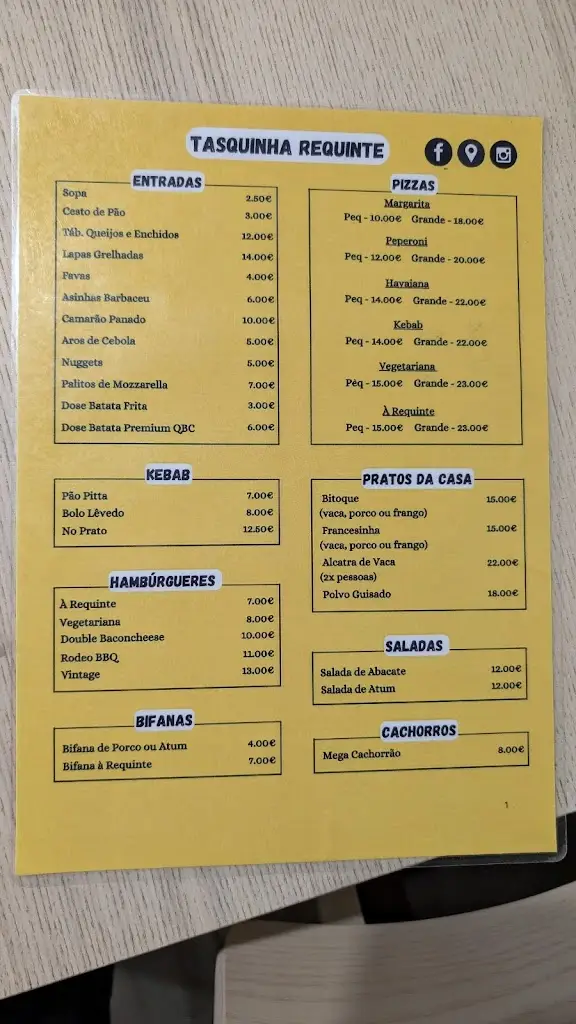 TASQUINHA REQUINTE
ENTRADAS
Sopa 2.50€
Cesto de Pão 3.00€
Táb. Queijos e Enchidos 12.00€
Lapas Grelhadas 14.00€
Favas 4.00€
Asinhas Barbaceu 6.00€
Camarão Panado 10.00€
Aros de Cebola 5.00€
Nuggets 5.00€
Palitos de Mozzarella 7.00€
Dose Batata Frita 3.00€
Dose Batata Premium QBC 6.00€
KEBAB
Pão Pitta 7.00€
Bolo Lêvedo 8.00€
No Prato 12.50€
HAMBÚRGUERES
À Requinte 7.00€
Vegetariana 8.00€
Double Baconcheese 10.00€
Rodeo BBQ 11.00€
Vintage 13.00€
BIFANAS
Bifana de Porco ou Atum 4.00€
Bifana à Requinte 7.00€
PIZZAS
Margarita
Peq - 10.00€ Grande - 18.00€
Peperoni
Peq - 12.00€ Grande - 20.00€
Havaiana
Peq - 14.00€ Grande - 22.00€
Kebab
Peq - 14.00€ Grande - 22.00€
Vegetariana
Peq - 15.00€ Grande - 23.00€
À Requinte
Peq - 15.00€ Grande - 23.00€
PRATOS DA CASA
Bitoque 15.00€
(vaca, porco ou frango)
Francesinha 15.00€
(vaca, porco ou frango)
Alcatra de Vaca 22.00€
(2x pessoas)
Polvo Guisado 18.00€
SALADAS
Salada de Abacate 12.00€
Salada de Atum 12.00€
CACHORROS
Mega Cachorrão 8.00€
1